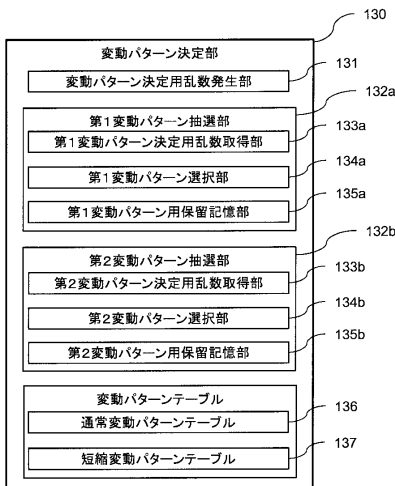 130
変動パターン決定部
変動パターン決定用乱数発生部
131
132a
第1変動パターン抽選部
第1変動パターン決定用乱数取得部
133a
第1変動パターン選択部
134a
第1変動パターン用保留記憶部
135a
132b
第2変動パターン抽選部
第2変動パターン決定用乱数取得部
133b
第2変動パターン選択部
134b
第2変動パターン用保留記憶部
135b
変動パターンテーブル
通常変動パターンテーブル
136
短縮変動パターンテーブル
137